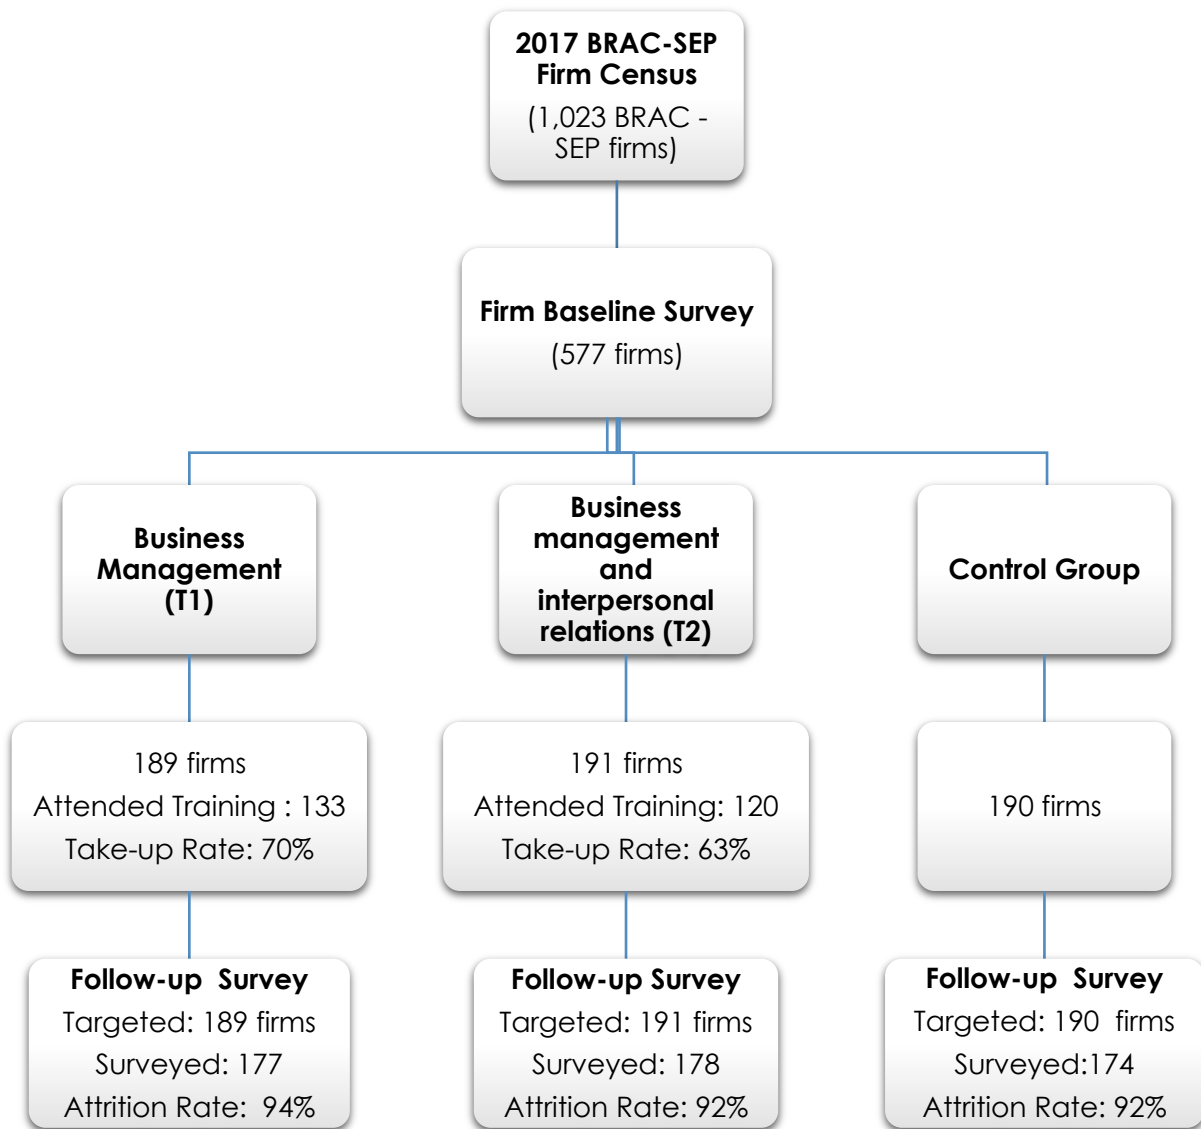 2017 BRAC-SEP
Firm Census
(1,023 BRAC -
SEP firms)
Firm Baseline Survey
(577 firms)
Business
Management
(T1)
Business
management
and
interpersonal
relations (T2)
Control Group
189 firms
Attended Training : 133
Take-up Rate: 70%
191 firms
Attended Training: 120
Take-up Rate: 63%
190 firms
Follow-up  Survey
Targeted: 189 firms
Surveyed: 177
Attrition Rate:  94%
Follow-up Survey
Targeted: 191 firms
Surveyed: 178
Attrition Rate: 92%
Follow-up  Survey
Targeted: 190  firms
Surveyed:174
Attrition Rate: 92%